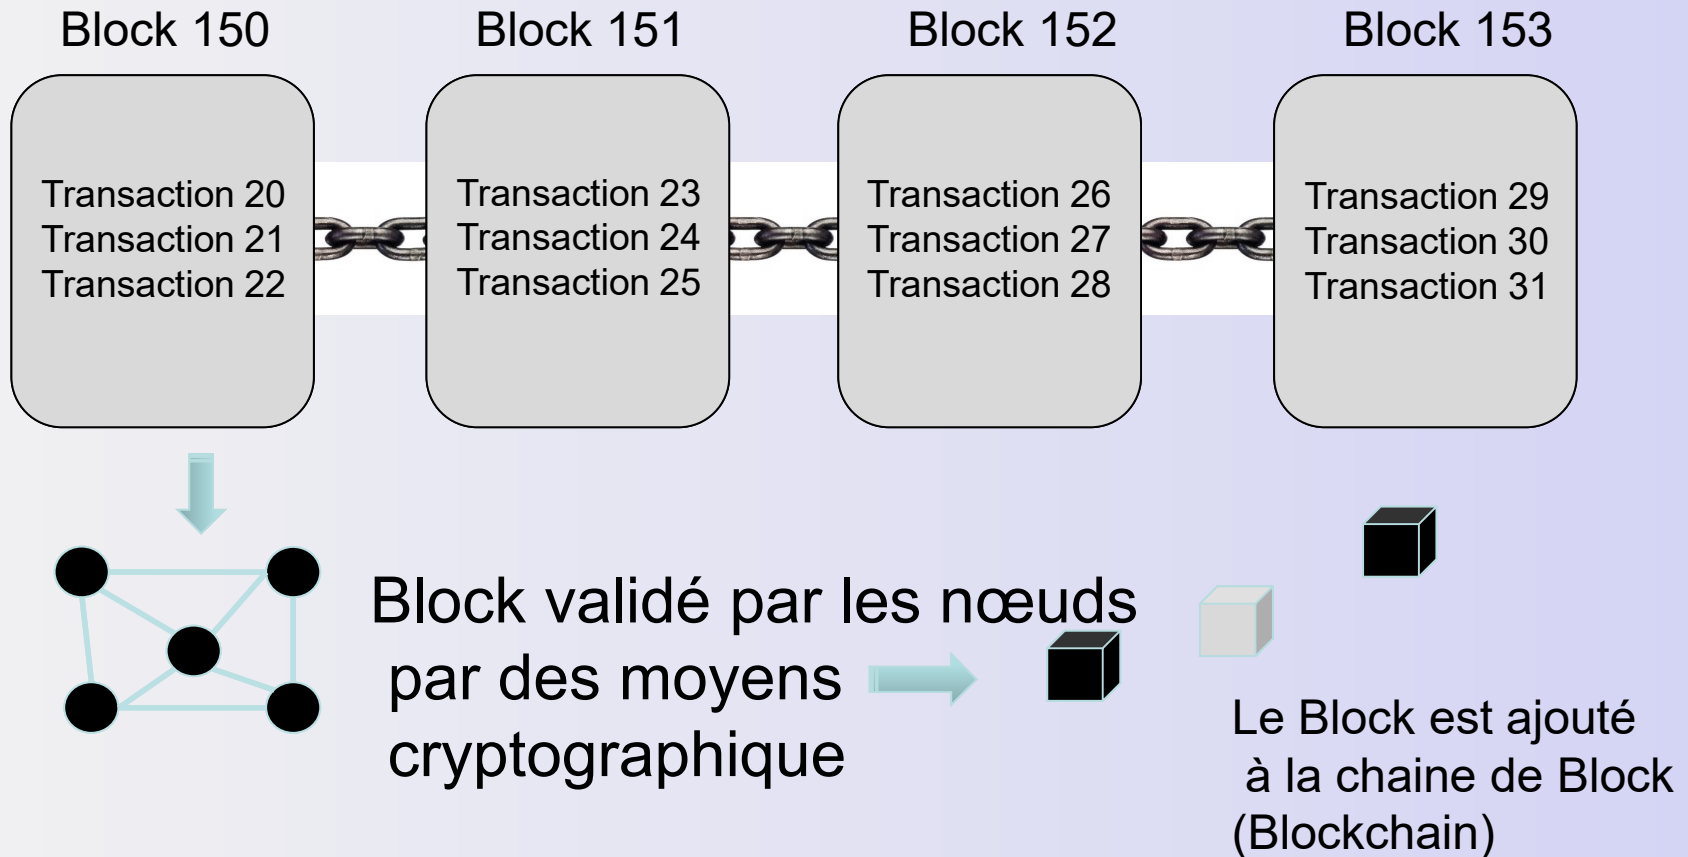 Block 150
Block 151
Block 152
Block 153
Transaction 20
Transaction 21
Transaction 22
Transaction 23
Transaction 24
Transaction 25
Transaction 26
Transaction 27
Transaction 28
Transaction 29
Transaction 30
Transaction 31
Block validé par les nœuds
par des moyens
cryptographique
Le Block est ajouté
à la chaine de Block
(Blockchain)